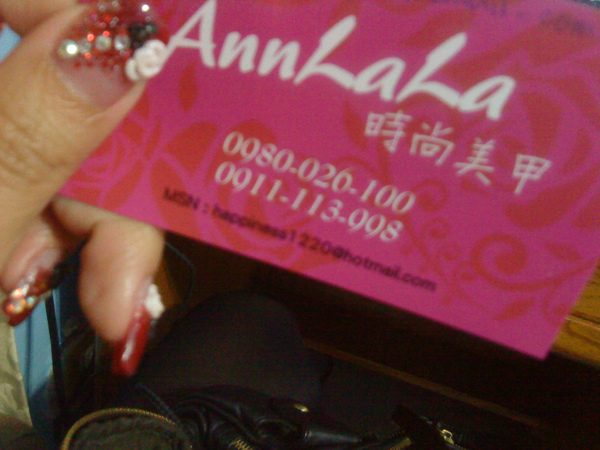 AnnLaLa
時尚美甲
0980-026-100
0911-113-998
MSN : happiness1220@hotmail.com